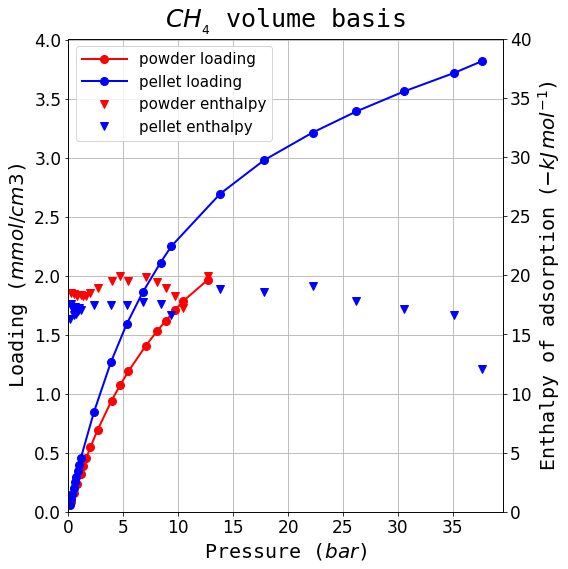 CH₄ volume basis
powder loading
pellet loading
powder enthalpy
pellet enthalpy
Loading (mmol/cm3)
4.0
3.5
3.0
2.5
2.0
1.5
1.0
0.5
0.0
0 5 10 15 20 25 30 35
Pressure (bar)
40
35
30
25
20
15
10
5
0
Enthalpy of adsorption (−kJmol⁻¹)